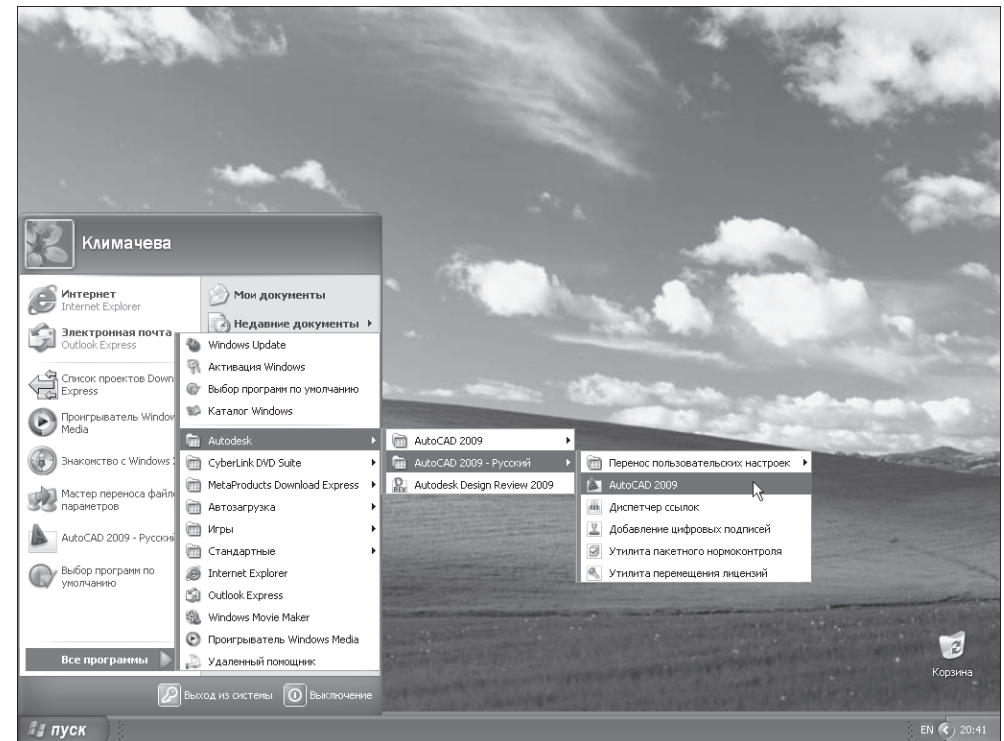 Климачева
Интернет
Internet Explorer
Электронная почта
Outlook Express
Список проектов Down
Express
Проигрыватель Window
Media
Знакомство с Windows
Мастер переноса файл
параметров
AutoCAD 2009 - Русский
Выбор программ по
умолчанию
Все программы
Мои документы
Недавние документы
Windows Update
Активация Windows
Выбор программ по умолчанию
Каталог Windows
Autodesk
CyberLink DVD Suite
MetaProducts Download Express
Автозагрузка
Игры
Стандартные
Internet Explorer
Outlook Express
Windows Movie Maker
Проигрыватель Windows Media
Удаленный помощник
AutoCAD 2009
AutoCAD 2009 - Русский
REV
Autodesk Design Review 2009
Перенос пользовательских настроек
AutoCAD 2009
Диспетчер ссылок
Добавление цифровых подписей
Утилита пакетного нормоконтроля
Утилита перемещения лицензий
Корзина
Выход из системы
Выключение
пуск
EN
20:41